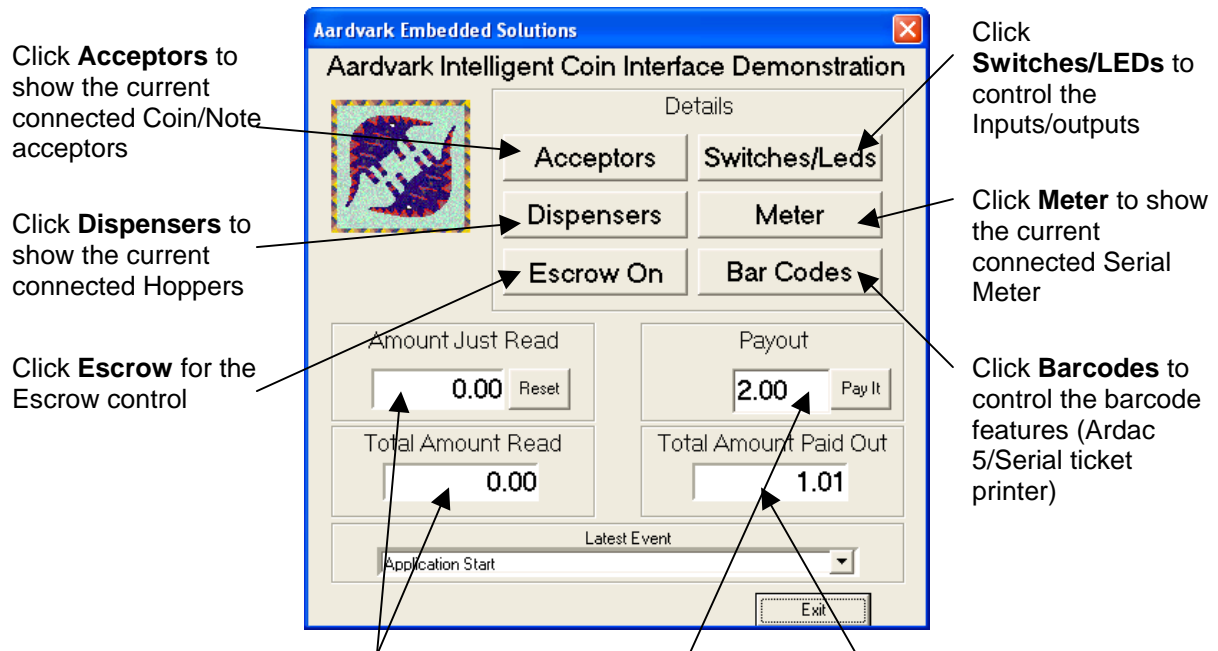 Click Acceptors to
show the current
connected Coin/Note
acceptors
Click Dispensers to
show the current
connected Hoppers
Click Escrow for the
Escrow control
Aardvark Embedded Solutions
Aardvark Intelligent Coin Interface Demonstration
Details
Acceptors
Switches/Leds
Dispensers
Meter
Escrow On
Bar Codes
Amount Just Read
0.00
Reset
Payout
2.00
Pay It
Total Amount Read
0.00
Total Amount Paid Out
1.01
Latest Event
Application Start
Exit
Click
Switches/LEDs to
control the
Inputs/outputs
Click Meter to show
the current
connected Serial
Meter
Click Barcodes to
control the barcode
features (Ardac
5/Serial ticket
printer)